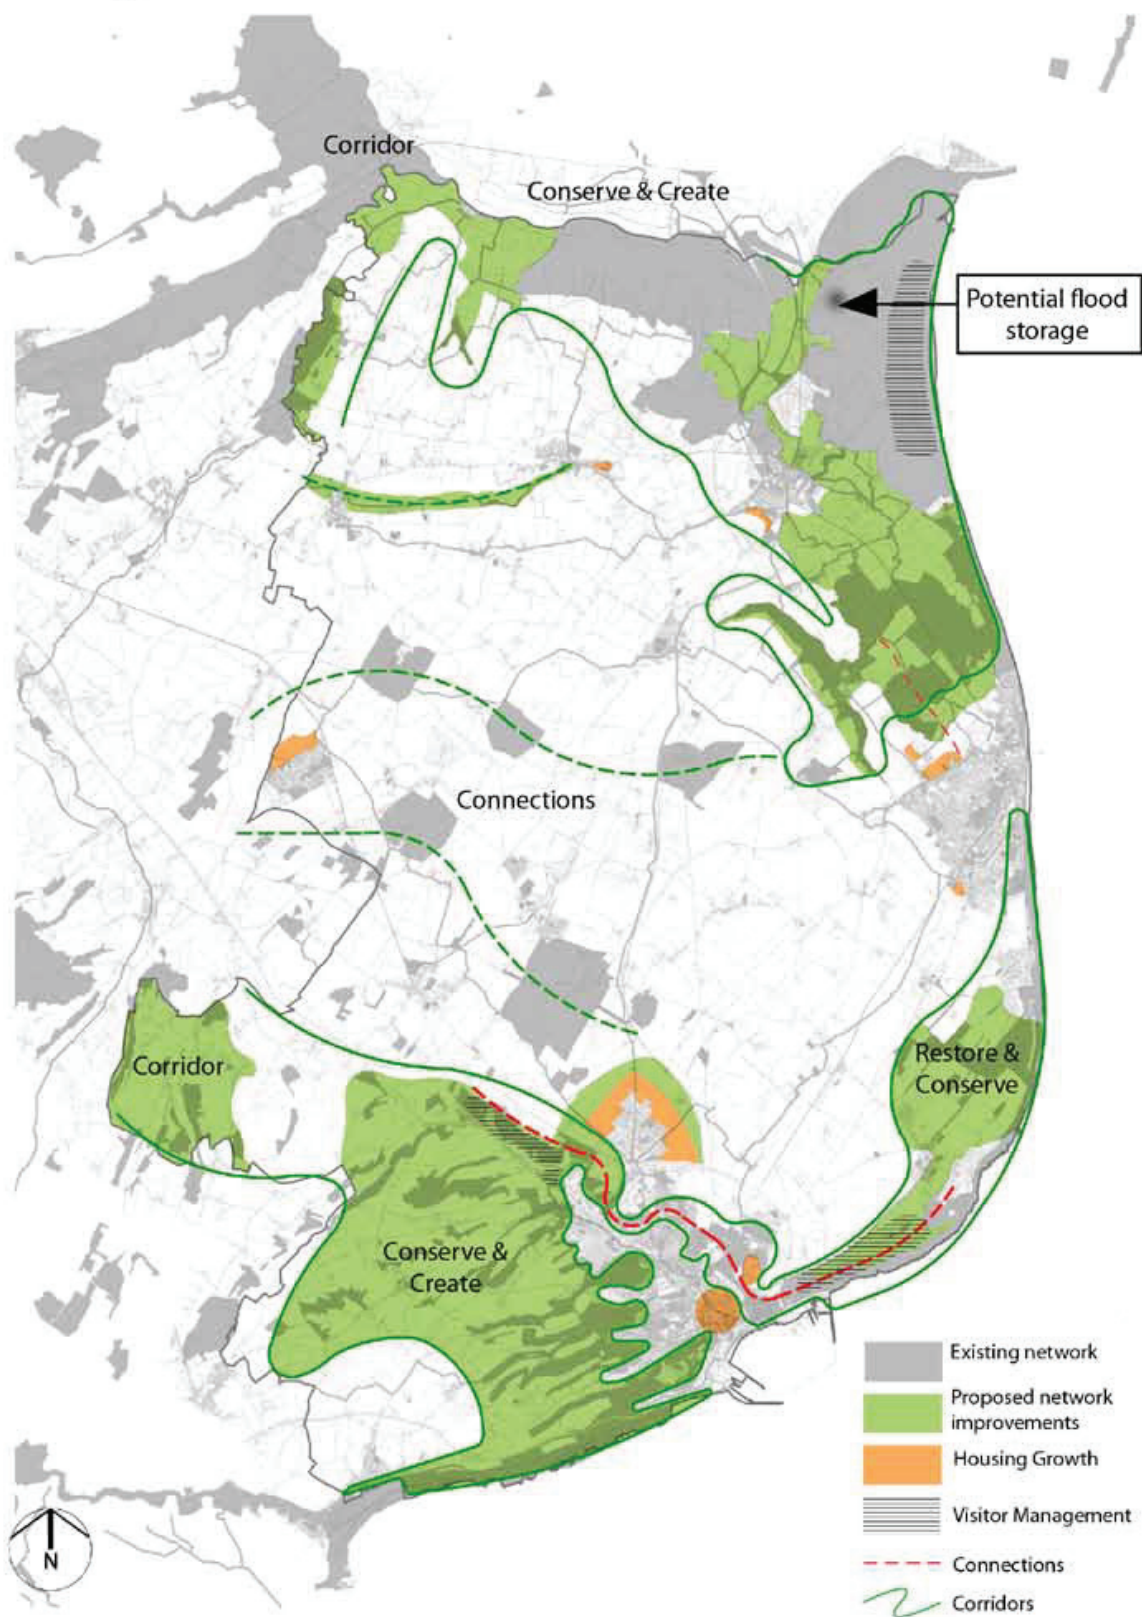 Corridor
Conserve & Create
Potential flood
storage
Connections
Corridor
Restore &
Conserve
Conserve &
Create
Existing network
Proposed network
improvements
Housing Growth
Visitor Management
Connections
Corridors
N